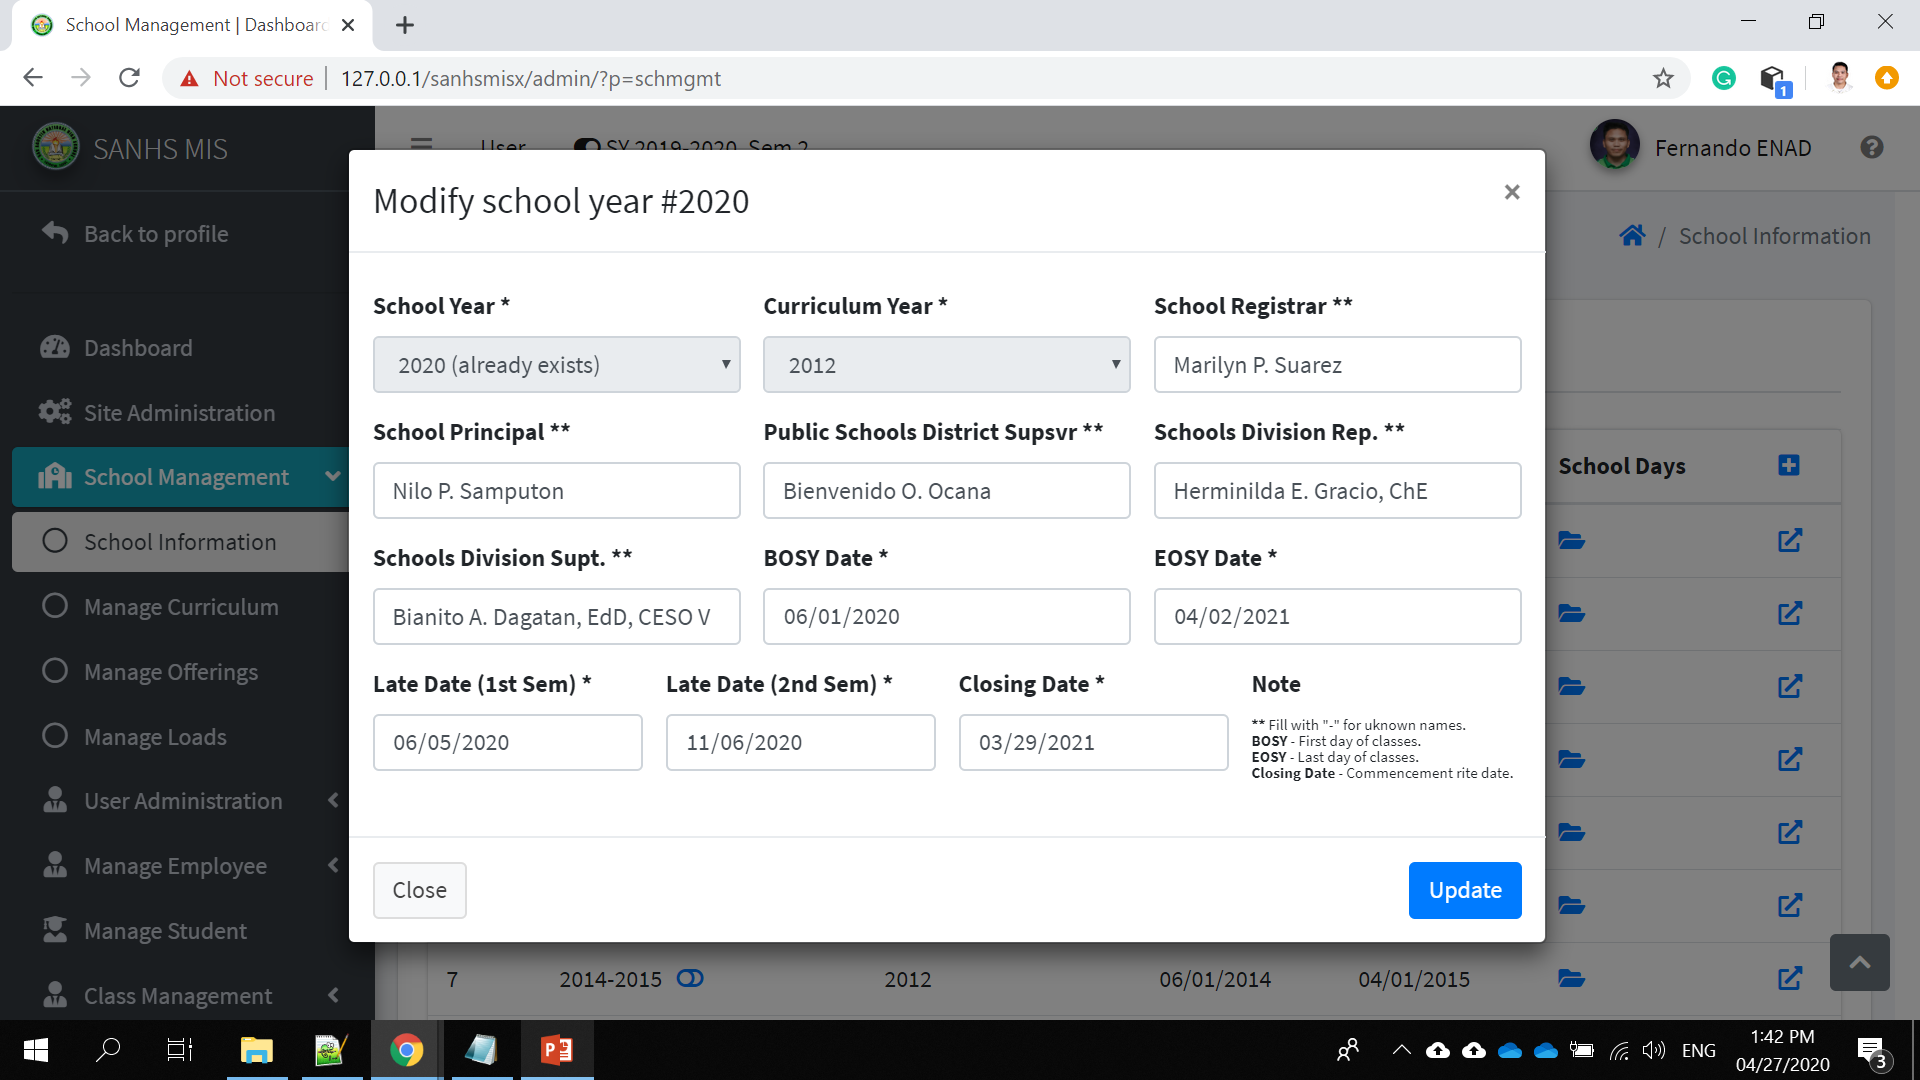 School Management | Dashboard
Not secure | 127.0.0.1/sanhsmisx/admin/?p=schmgmt
1
SANHS MIS
User
SY 2019-2020, Sem 2
Fernando ENAD
Back to profile
/ School Information
Dashboard
Site Administration
School Management
School Information
Manage Curriculum
Manage Offerings
Manage Loads
User Administration
Manage Employee
Manage Student
Class Management
Modify school year #2020
×
School Year *
Curriculum Year *
School Registrar **
2020 (already exists)
2012
Marilyn P. Suarez
School Principal **
Public Schools District Supsvr **
Schools Division Rep. **
Nilo P. Samputon
Bienvenido O. Ocana
Herminilda E. Gracio, ChE
Schools Division Supt. **
BOSY Date *
EOSY Date *
Bianito A. Dagatan, EdD, CESO V
06/01/2020
04/02/2021
Late Date (1st Sem) *
Late Date (2nd Sem) *
Closing Date *
Note
06/05/2020
11/06/2020
03/29/2021
** Fill with "-" for uknown names.
BOSY - First day of classes.
EOSY - Last day of classes.
Closing Date - Commencement rite date.
Close
Update
School Days
7
2014-2015
2012
06/01/2014
04/01/2015
ENG
1:42 PM
04/27/2020
3